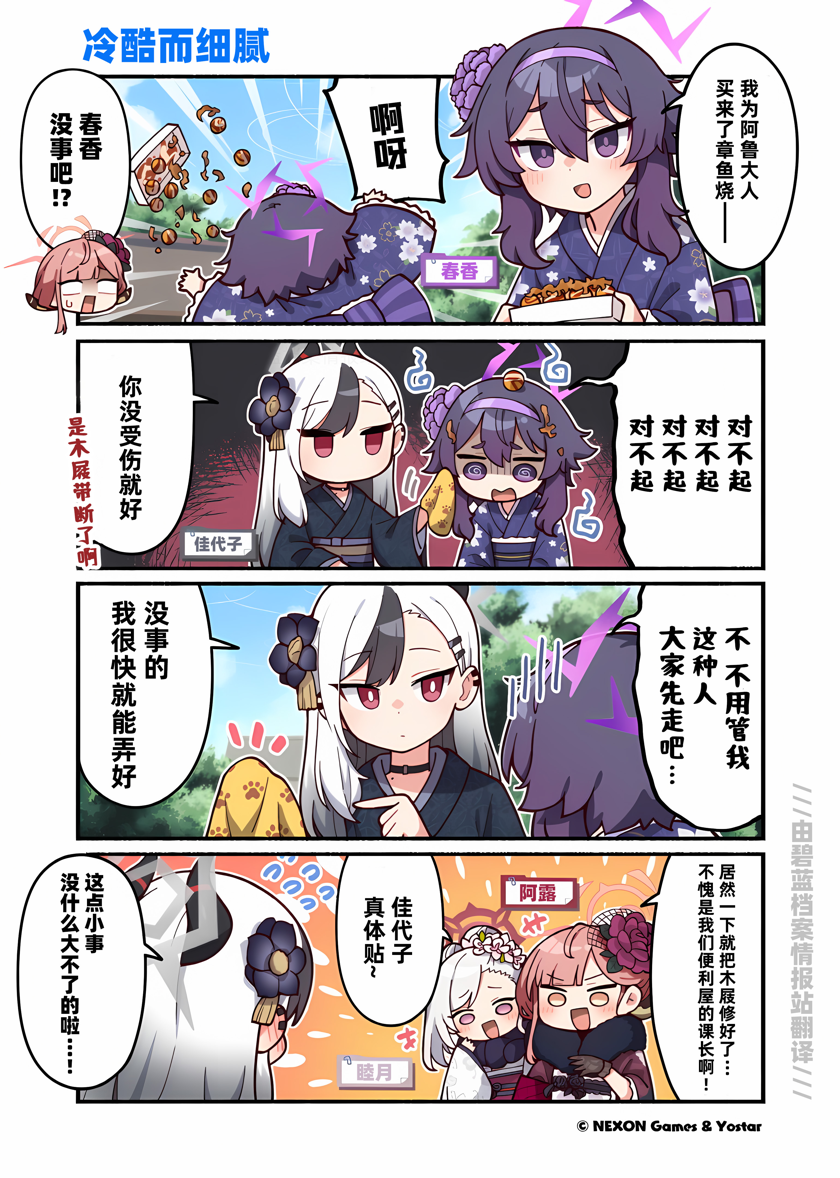 冷酷而细腻
我为阿鲁大人
买来了章鱼烧——
啊呀
春香
没事吧!?
春香
对不起
对不起
对不起
对不起
你没受伤就好
是木屐带断了啊
佳代子
不 不用管我
这种人
大家先走吧…
没事的
我很快就能弄好
居然一下就把木屐修好了…
不愧是我们便利屋的课长啊!
阿露
佳代子
真体贴~
睦月
这点小事
没什么大不了的啦…!
///由碧蓝档案情报站翻译///
© NEXON Games & Yostar